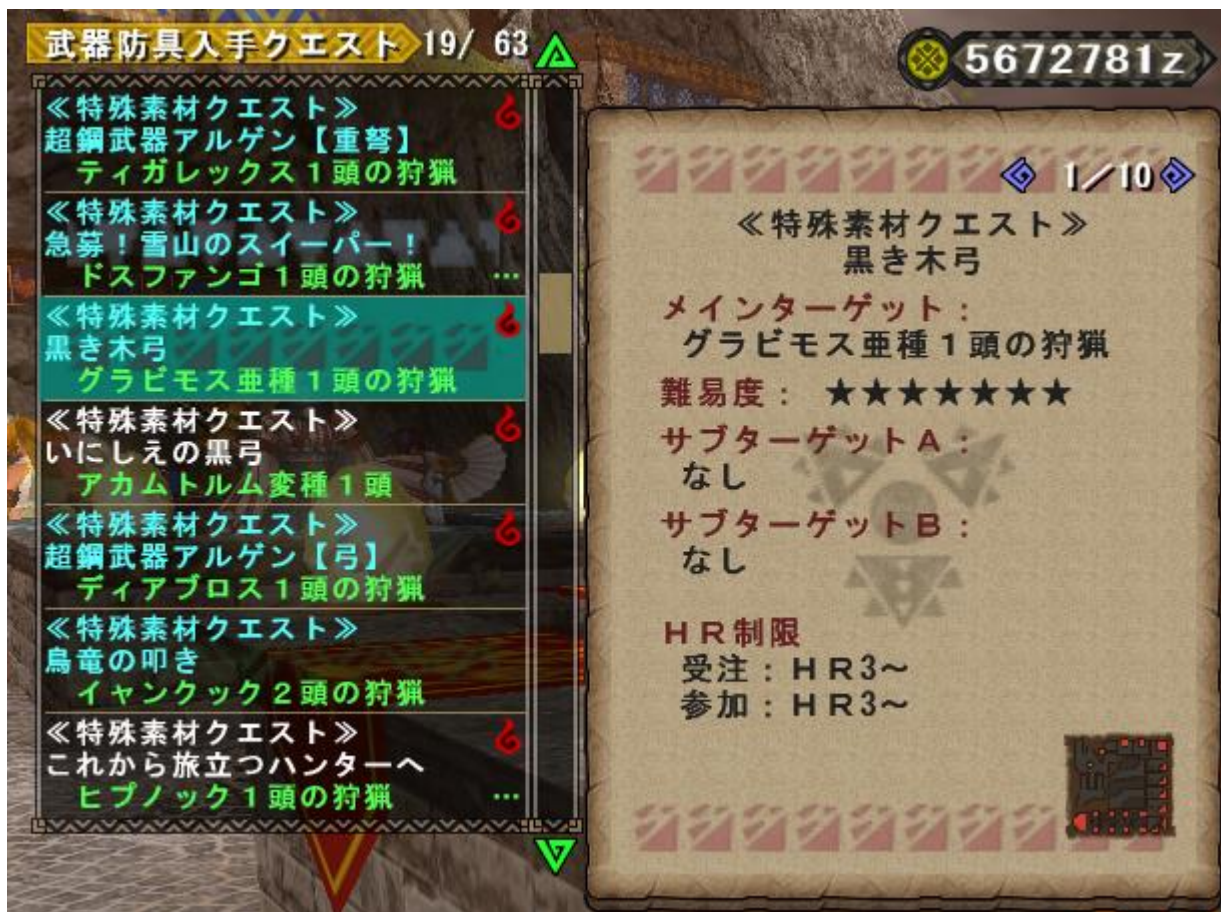 武器防具入手クエスト 19/ 63
5672781z
≪特殊素材クエスト≫
超鋼武器アルゲン【重弩】
ティガレックス１頭の狩猟
≪特殊素材クエスト≫
急募！雪山のスイーパー！
ドスファンゴ１頭の狩猟 …
≪特殊素材クエスト≫
黒き木弓
グラビモス亜種１頭の狩猟
≪特殊素材クエスト≫
いにしえの黒弓
アカムトルム変種１頭
≪特殊素材クエスト≫
超鋼武器アルゲン【弓】
ディアブロス１頭の狩猟
≪特殊素材クエスト≫
鳥竜の叩き
イャンクック２頭の狩猟
≪特殊素材クエスト≫
これから旅立つハンターへ
ヒプノック１頭の狩猟 …
1／10
≪特殊素材クエスト≫
黒き木弓
メインターゲット：
グラビモス亜種１頭の狩猟
難易度： ★★★★★★★
サブターゲットＡ：
なし
サブターゲットＢ：
なし
ＨＲ制限
受注：ＨＲ3～
参加：ＨＲ3～